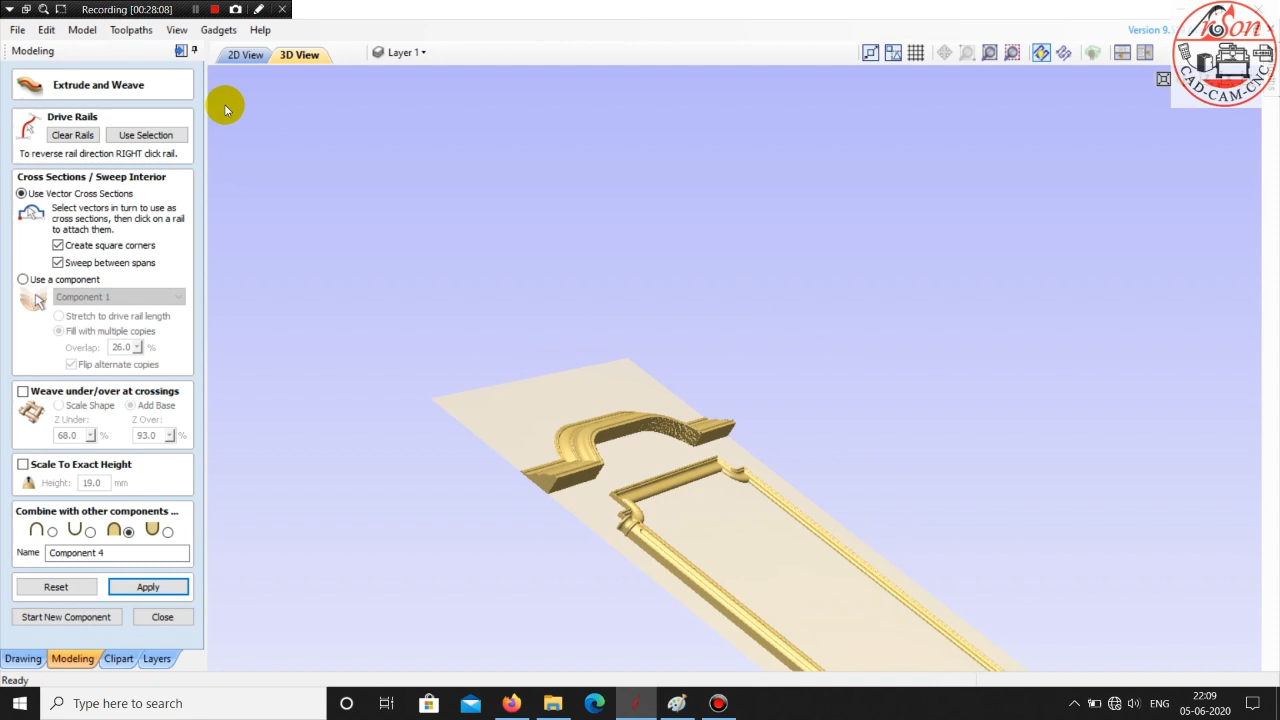 Recording [00:28:08]
File Edit Model Toolpaths View Gadgets Help
Version 9.
Modeling
2D View 3D View Layer 1
Extrude and Weave
Drive Rails
Clear Rails Use Selection
To reverse rail direction RIGHT click rail.
Cross Sections / Sweep Interior
Use Vector Cross Sections
Select vectors in turn to use as
cross sections, then click on a rail
to attach them.
Create square corners
Sweep between spans
Use a component
Component 1
Stretch to drive rail length
Fill with multiple copies
Overlap: 26.0 %
Flip alternate copies
Weave under/over at crossings
Scale Shape Add Base
Z Under: Z Over:
68.0 % 93.0 %
Scale To Exact Height
Height: 19.0 mm
Combine with other components ...
Name Component 4
Reset Apply
Start New Component Close
Drawing Modeling Clipart Layers
Ready
Type here to search
ENG
22:09
05-06-2020
CAD-CAM-CNC